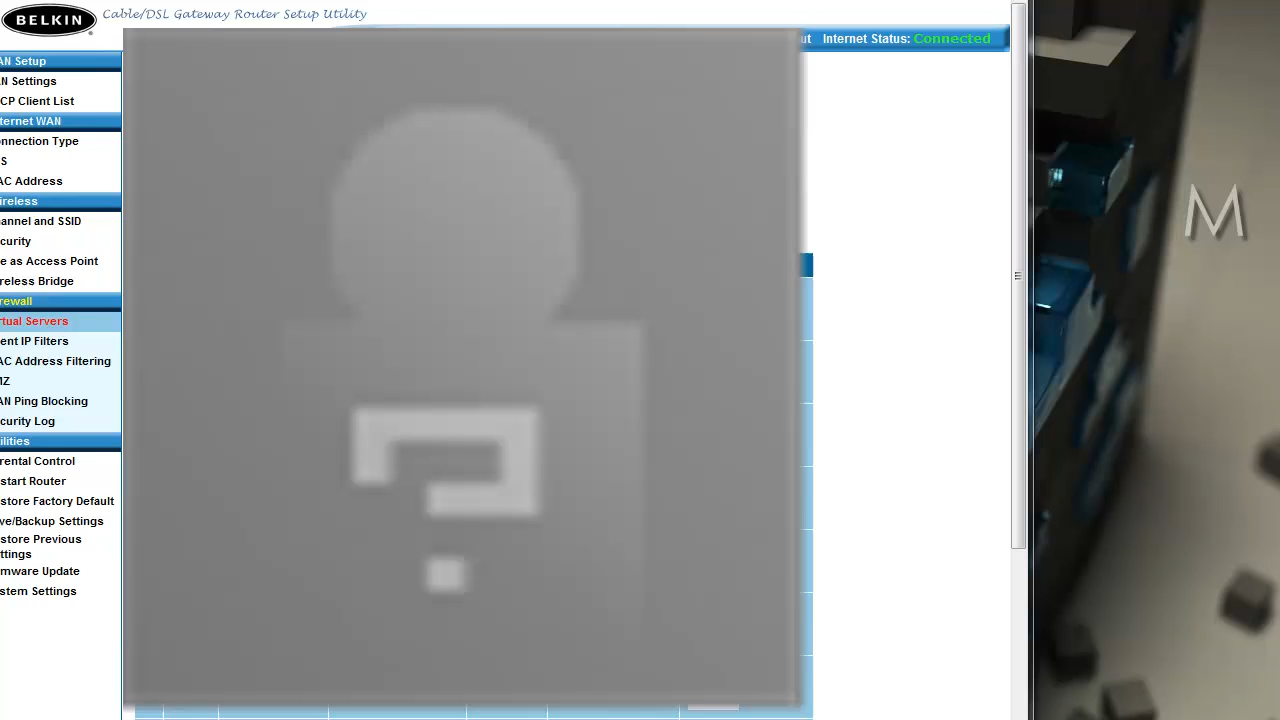 BELKIN
Cable/DSL Gateway Router Setup Utility
ut Internet Status: Connected
AN Setup
N Settings
CP Client List
ternet WAN
nnection Type
S
AC Address
ireless
annel and SSID
curity
e as Access Point
reless Bridge
rewall
rtual Servers
ent IP Filters
AC Address Filtering
MZ
AN Ping Blocking
curity Log
ilities
rental Control
start Router
store Factory Default
ve/Backup Settings
store Previous
ttings
mware Update
stem Settings
?
M